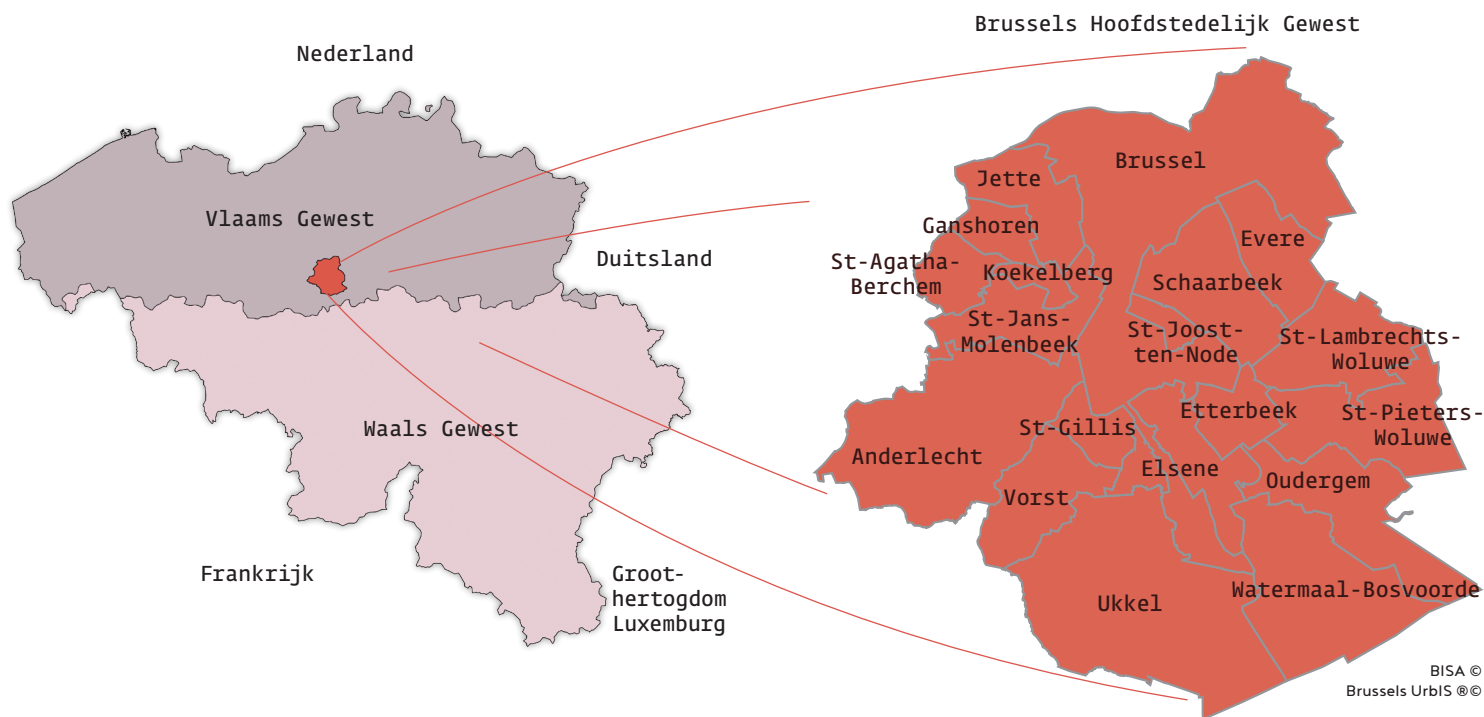 Brussels Hoofdstedelijk Gewest
Nederland
Vlaams Gewest
Duitsland
Waals Gewest
Frankrijk
Groot-
hertogdom
Luxemburg
Brussel
Jette
Ganshoren
Evere
St-Agatha-
Berchem
Koekelberg
Schaarbeek
St-Jans-
Molenbeek
St-Joost-
ten-Node
St-Lambrechts-
Woluwe
Etterbeek
St-Pieters-
Woluwe
St-Gillis
Anderlecht
Elsene
Oudergem
Vorst
Ukkel
Watermaal-Bosvoorde
BISA ©
Brussels UrbIS ®©